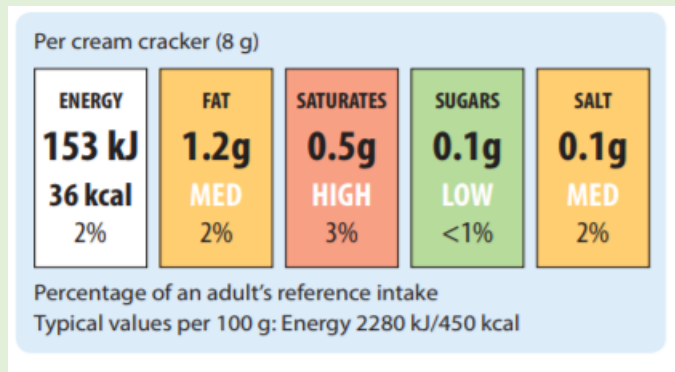 Per cream cracker (8 g)
ENERGY FAT SATURATES SUGARS SALT
153 kJ 1.2g 0.5g 0.1g 0.1g
36 kcal MED HIGH LOW MED
2% 2% 3% <1% 2%
Percentage of an adult's reference intake
Typical values per 100 g: Energy 2280 kJ/450 kcal